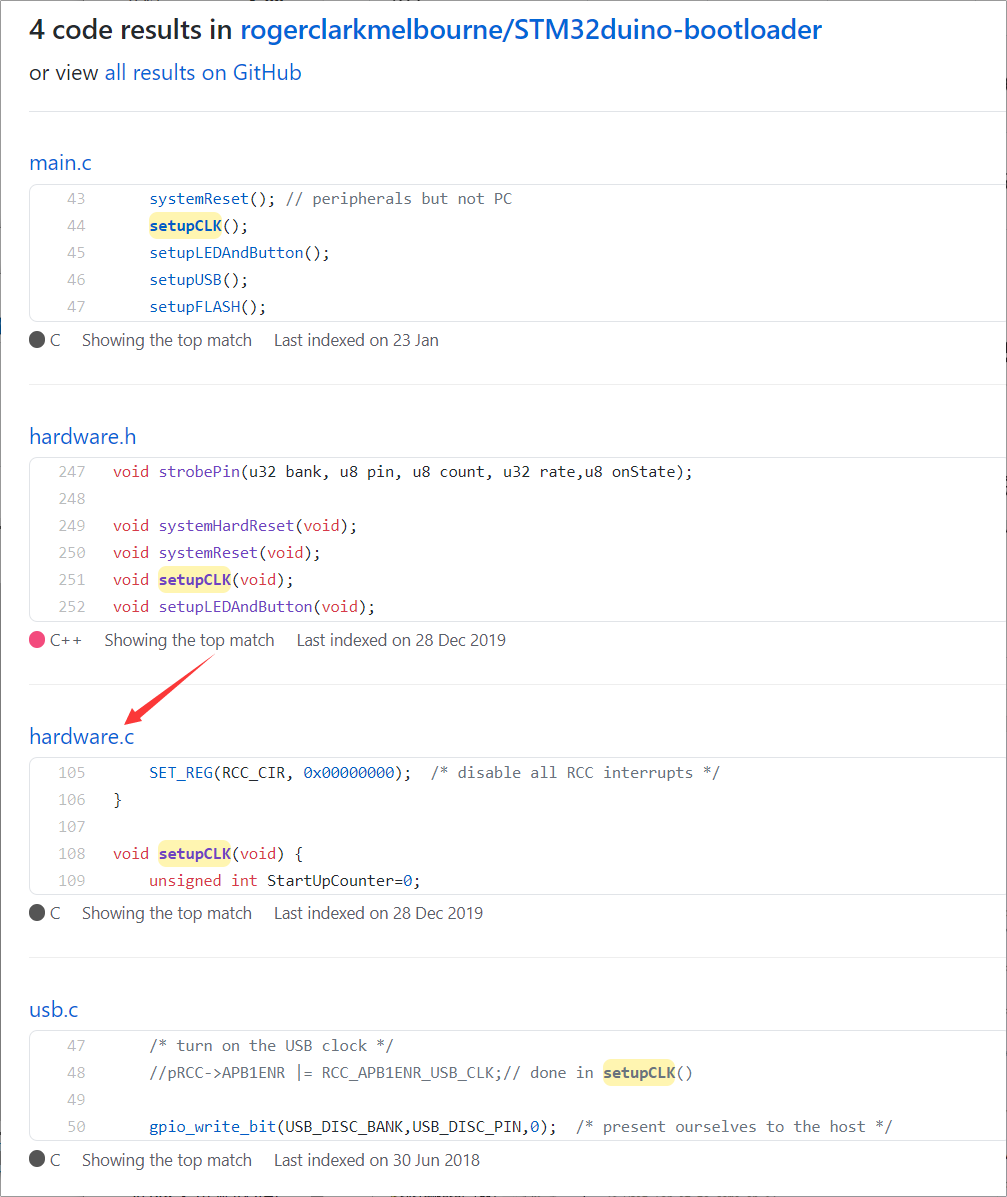 4 code results in rogerclarkmelbourne/STM32duino-bootloader
or view all results on GitHub
main.c
43 systemReset(); // peripherals but not PC
44 setupCLK();
45 setupLEDAndButton();
46 setupUSB();
47 setupFLASH();
C Showing the top match Last indexed on 23 Jan
hardware.h
247 void strobePin(u32 bank, u8 pin, u8 count, u32 rate,u8 onState);
248
249 void systemHardReset(void);
250 void systemReset(void);
251 void setupCLK(void);
252 void setupLEDAndButton(void);
C++ Showing the top match Last indexed on 28 Dec 2019
hardware.c
105 SET_REG(RCC_CIR, 0x00000000); /* disable all RCC interrupts */
106 }
107
108 void setupCLK(void) {
109 unsigned int StartUpCounter=0;
C Showing the top match Last indexed on 28 Dec 2019
usb.c
47 /* turn on the USB clock */
48 //pRCC->APB1ENR |= RCC_APB1ENR_USB_CLK;// done in setupCLK()
49
50 gpio_write_bit(USB_DISC_BANK,USB_DISC_PIN,0); /* present ourselves to the host */
C Showing the top match Last indexed on 30 Jun 2018